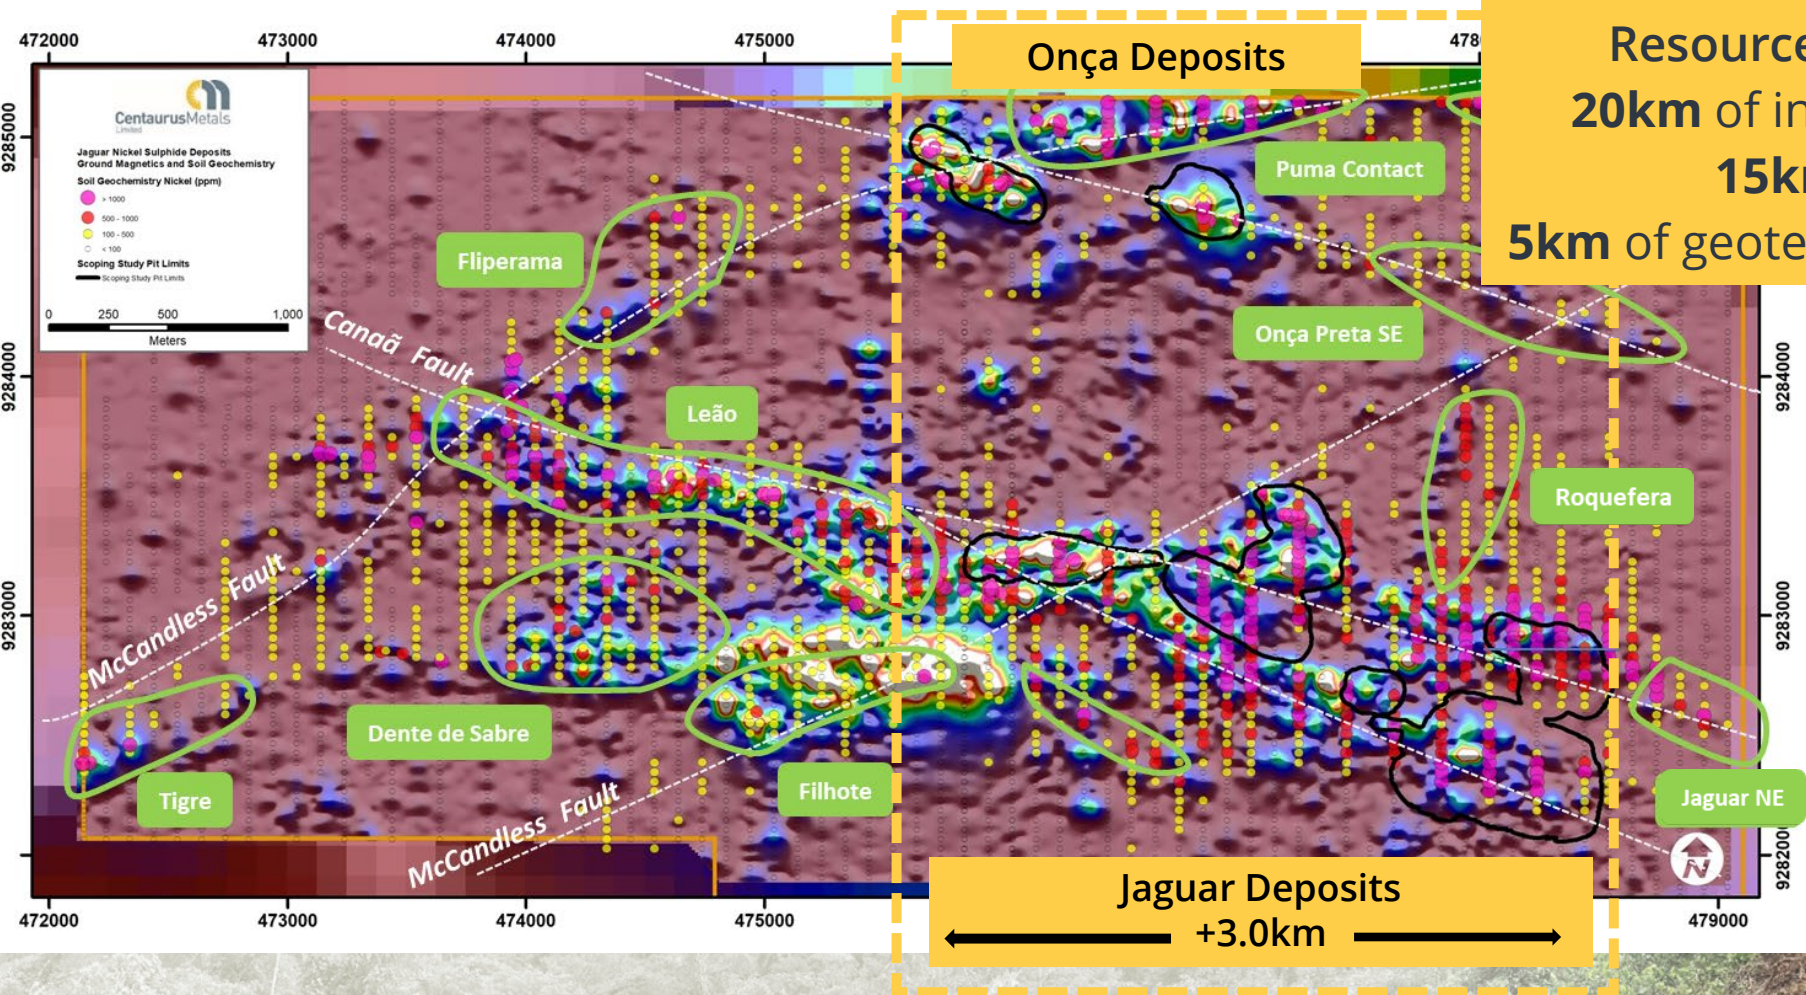 472000
473000
474000
475000
478
Onça Deposits
Resource
20km of in
15k
5km of geote
CentaurusMetals
Limited
Jaguar Nickel Sulphide Deposits
Ground Magnetics and Soil Geochemistry
Soil Geochemistry Nickel (ppm)
> 1000
500 - 1000
100 - 500
< 100
Scoping Study Pit Limits
Scoping Study Pit Limits
0 250 500 1,000
Meters
9285000
9284000
9283000
Puma Contact
Fliperama
Onça Preta SE
Canaã Fault
Leão
Roquefera
McCandless Fault
Dente de Sabre
Tigre
Filhote
McCandless Fault
Jaguar NE
9284000
9283000
9282000
N
Jaguar Deposits
+3.0km
472000
473000
474000
475000
479000